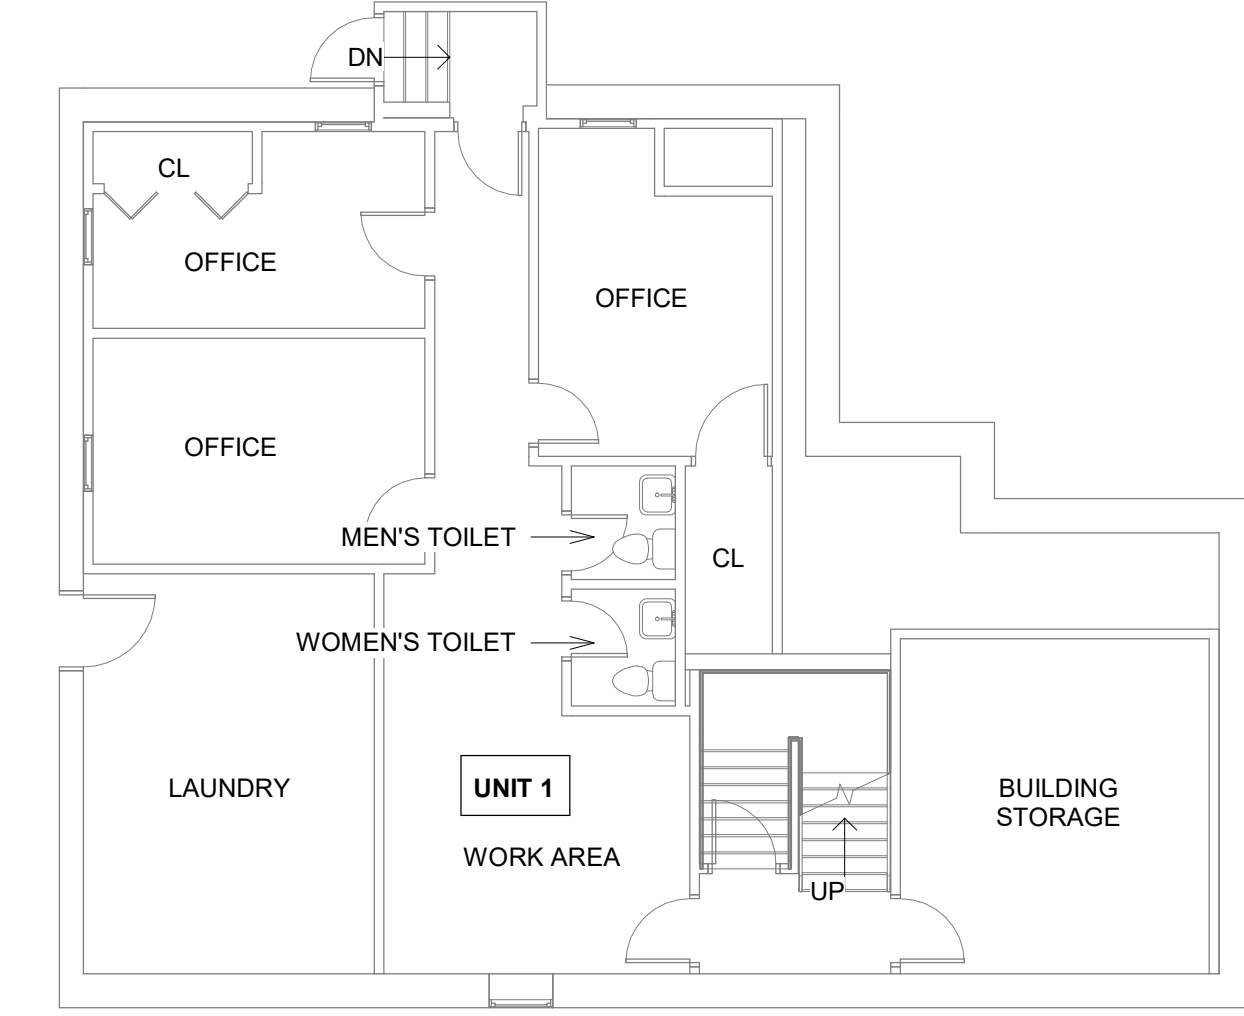 DN
CL
OFFICE
OFFICE
OFFICE
MEN'S TOILET
CL
WOMEN'S TOILET
LAUNDRY
UNIT 1
WORK AREA
BUILDING
STORAGE
UP